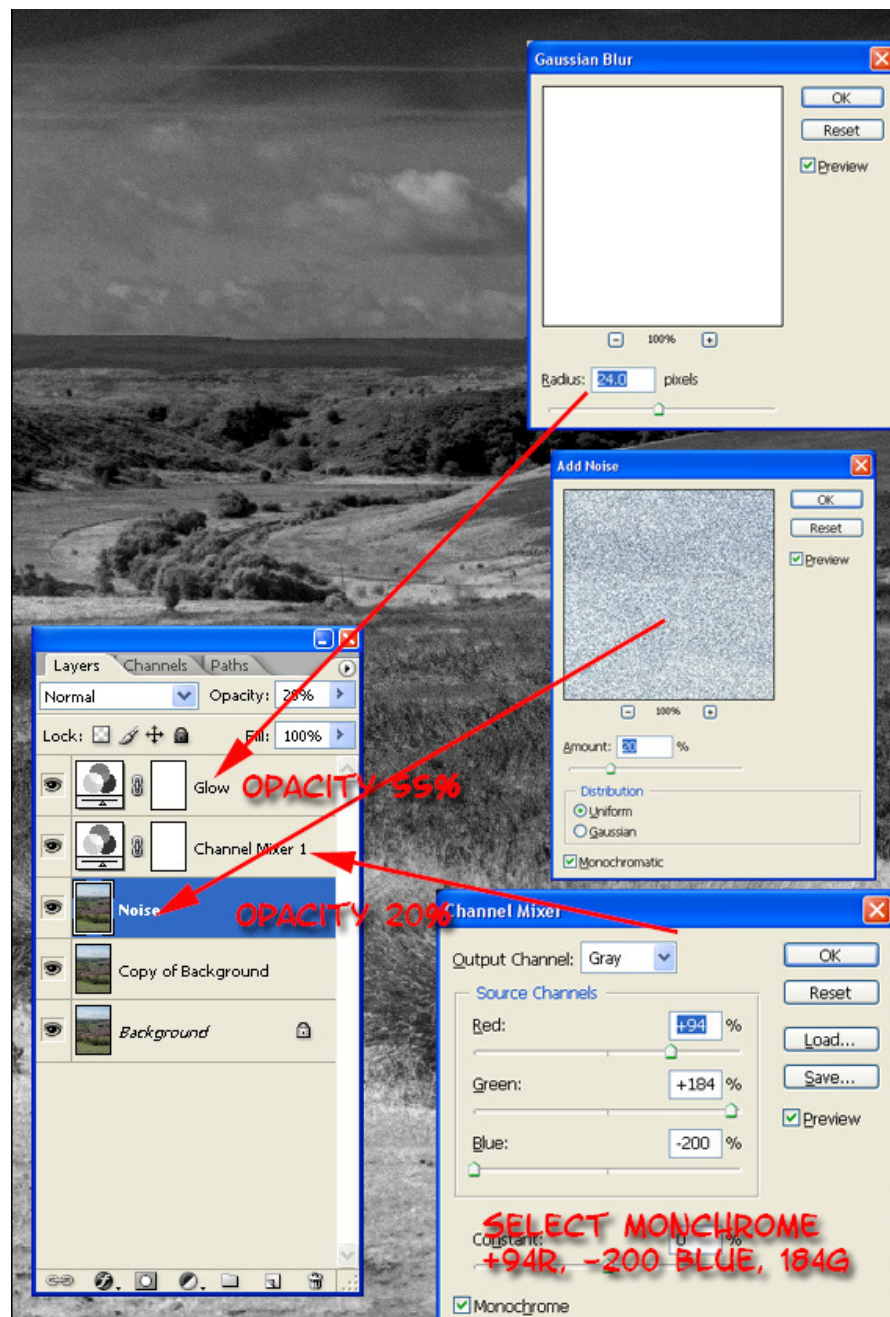 Gaussian Blur
OK
Reset
Preview
100%
Radius: 24.0 pixels
Add Noise
OK
Reset
Preview
100%
Amount: 20 %
Distribution
Uniform
Gaussian
Monochromatic
Layers Channels Paths
Normal Opacity: 20%
Lock: Fill: 100%
Glow OPACITY 55%
Channel Mixer 1
Noise OPACITY 20%
Copy of Background
Background
Channel Mixer
Output Channel: Gray
OK
Source Channels
Reset
Red: +94 %
Load...
Green: +184 %
Save...
Preview
Blue: -200 %
SELECT MONCHROME
Constant: 0 %
+94R, -200 BLUE, 184G
Monochrome